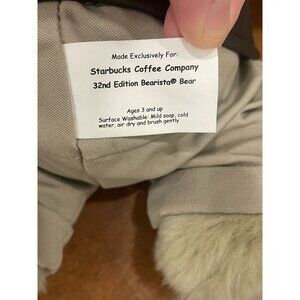 Made Exclusively For:
Starbucks Coffee Company
32nd Edition Bearista® Bear
Ages 3 and up
Surface Washable: Mild soap, cold
water, air dry and brush gently